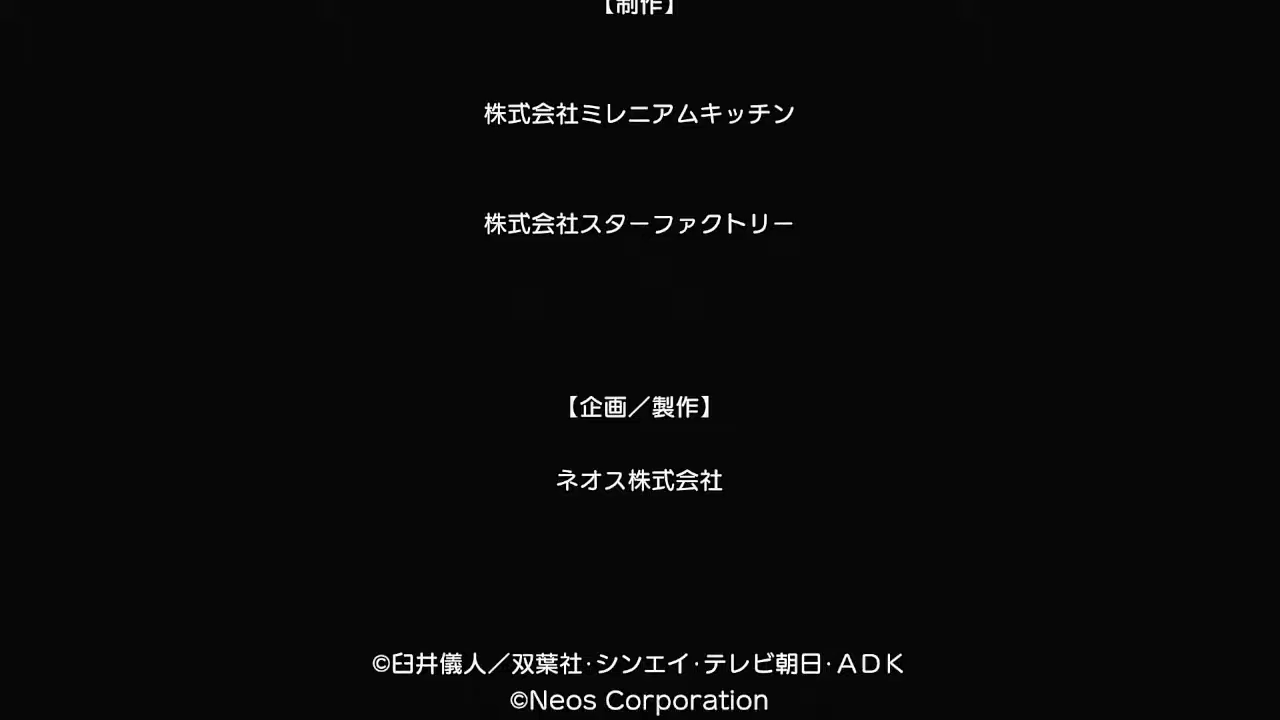 【制作】
株式会社ミレニアムキッチン
株式会社スターファクトリー
【企画／製作】
ネオス株式会社
©臼井儀人／双葉社･シンエイ･テレビ朝日･ＡＤＫ
©Neos Corporation